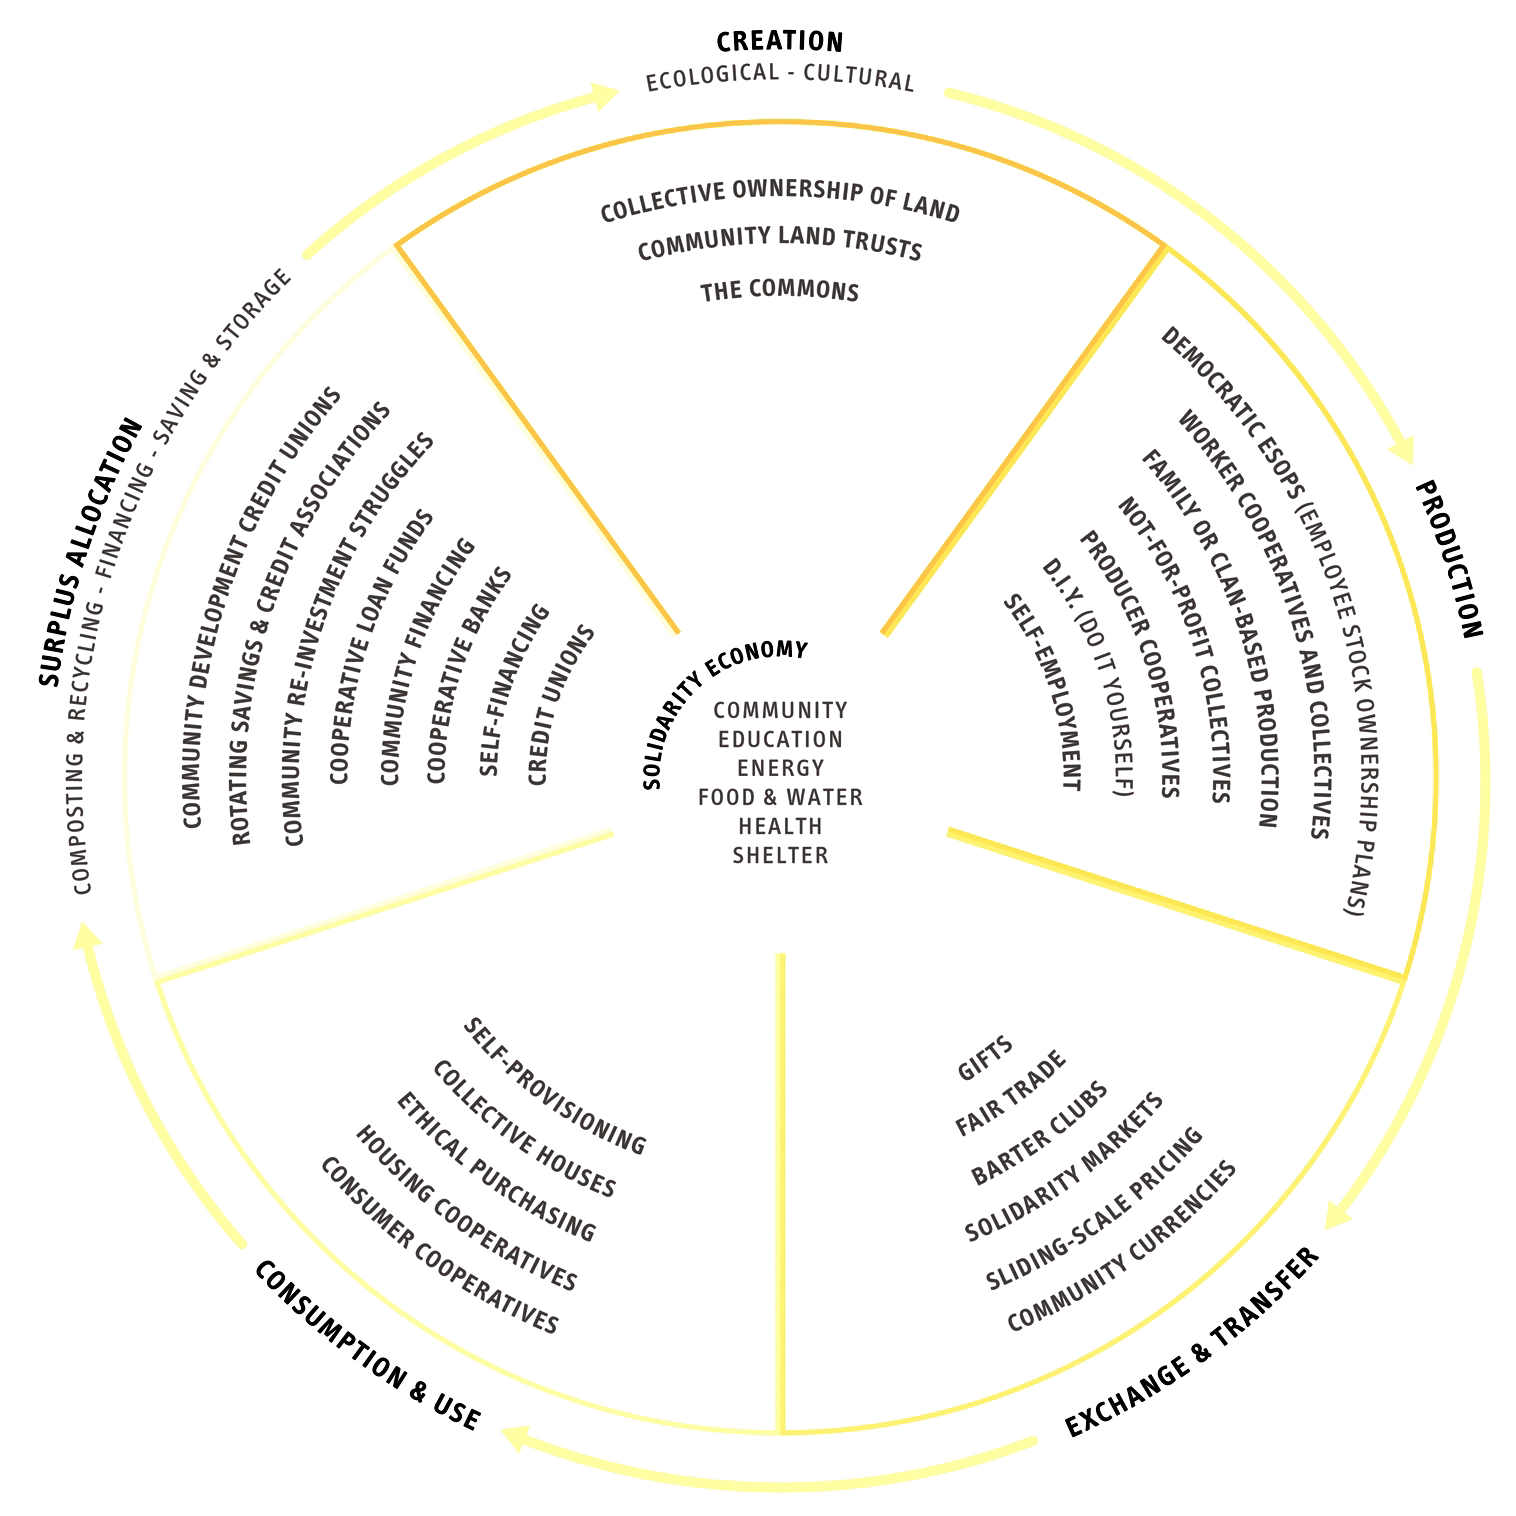 CREATION
ECOLOGICAL - CULTURAL
COLLECTIVE OWNERSHIP OF LAND
COMMUNITY LAND TRUSTS
THE COMMONS
PRODUCTION
DEMOCRATIC ESOPS (EMPLOYEE STOCK OWNERSHIP PLANS)
WORKER COOPERATIVES AND COLLECTIVES
FAMILY OR CLAN-BASED PRODUCTION
NOT-FOR-PROFIT COLLECTIVES
PRODUCER COOPERATIVES
D.I.Y. (DO IT YOURSELF)
SELF-EMPLOYMENT
EXCHANGE & TRANSFER
GIFTS
FAIR TRADE
BARTER CLUBS
SOLIDARITY MARKETS
SLIDING-SCALE PRICING
COMMUNITY CURRENCIES
CONSUMPTION & USE
SELF-PROVISIONING
COLLECTIVE HOUSES
ETHICAL PURCHASING
HOUSING COOPERATIVES
CONSUMER COOPERATIVES
SURPLUS ALLOCATION
COMPOSTING & RECYCLING - FINANCING - SAVING & STORAGE
COMMUNITY DEVELOPMENT CREDIT UNIONS
ROTATING SAVINGS & CREDIT ASSOCIATIONS
COMMUNITY RE-INVESTMENT STRUGGLES
COOPERATIVE LOAN FUNDS
COMMUNITY FINANCING
COOPERATIVE BANKS
SELF-FINANCING
CREDIT UNIONS
SOLIDARITY ECONOMY
COMMUNITY
EDUCATION
ENERGY
FOOD & WATER
HEALTH
SHELTER